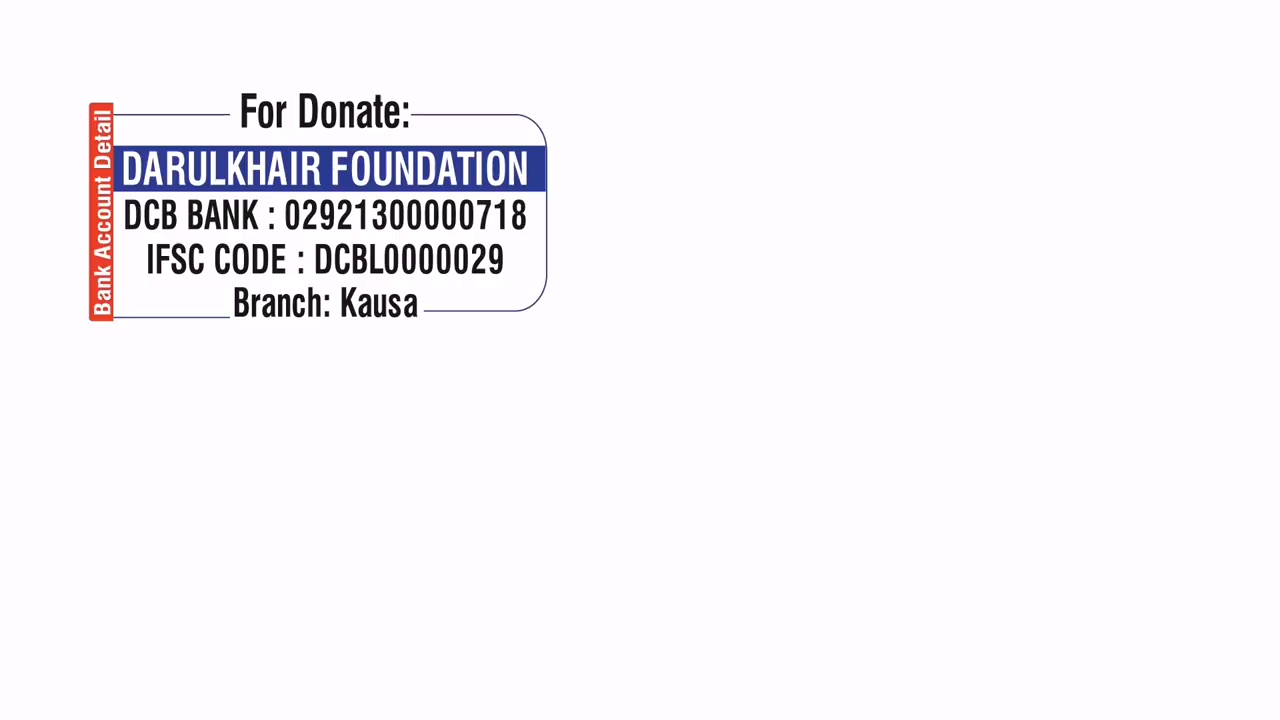 For Donate:
Bank Account Detail
DARULKHAIR FOUNDATION
DCB BANK : 02921300000718
IFSC CODE : DCBL0000029
Branch: Kausa